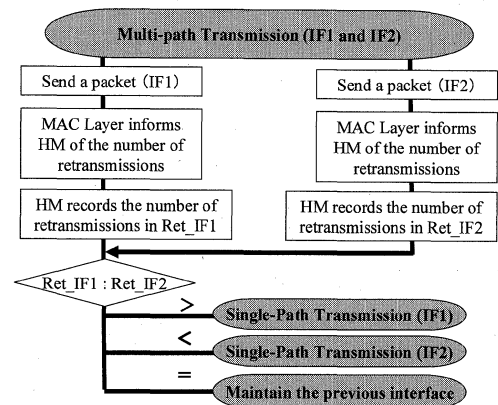 Multi-path Transmission (IF1 and IF2)
Send a packet (IF1)
MAC Layer informs
HM of the number of
retransmissions
HM records the number of
retransmissions in Ret_IF1
Send a packet (IF2)
MAC Layer informs
HM of the number of
retransmissions
HM records the number of
retransmissions in Ret_IF2
Ret_IF1 : Ret_IF2
>
Single-Path Transmission (IF1)
<
Single-Path Transmission (IF2)
=
Maintain the previous interface